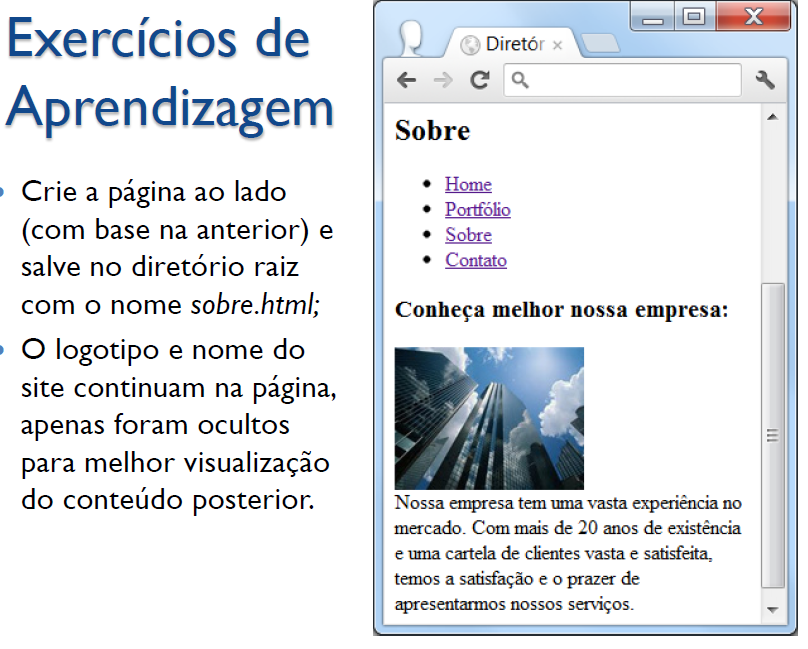 Exercícios de
Aprendizagem
Crie a página ao lado
(com base na anterior) e
salve no diretório raiz
com o nome sobre.html;
O logotipo e nome do
site continuam na página,
apenas foram ocultos
para melhor visualização
do conteúdo posterior.
Diretór
Sobre
Home
Portfólio
Sobre
Contato
Conheça melhor nossa empresa:
Nossa empresa tem uma vasta experiência no
mercado. Com mais de 20 anos de existência
e uma cartela de clientes vasta e satisfeita,
temos a satisfação e o prazer de
apresentarmos nossos serviços.